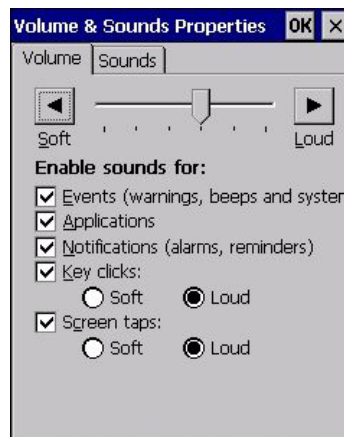 Volume & Sounds Properties OK ×
Volume Sounds
Soft Loud
Enable sounds for:
Events (warnings, beeps and system
Applications
Notifications (alarms, reminders)
Key clicks:
Soft Loud
Screen taps:
Soft Loud